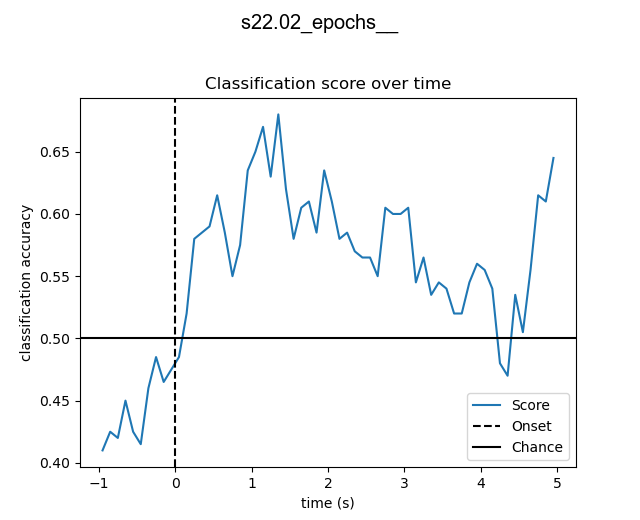 s22.02_epochs__
Classification score over time
classification accuracy
0.65
0.60
0.55
0.50
0.45
0.40
−1
0
1
2
3
4
5
time (s)
Score
Onset
Chance